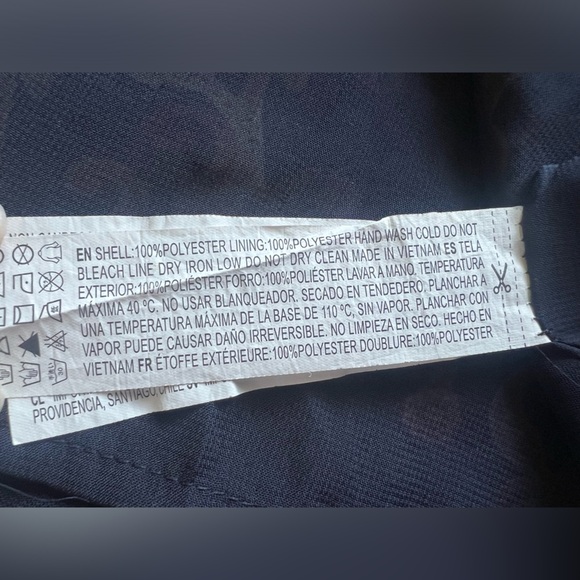 EN SHELL:100%POLYESTER LINING:100%POLYESTER HAND WASH COLD DO NOT
BLEACH LINE DRY IRON LOW DO NOT DRY CLEAN MADE IN VIETNAM ES TELA
EXTERIOR:100%POLIÉSTER FORRO:100%POLIÉSTER LAVAR A MANO. TEMPERATURA
MÁXIMA 40 ºC. NO USAR BLANQUEADOR. SECADO EN TENDEDERO. PLANCHAR A
UNA TEMPERATURA MÁXIMA DE LA BASE DE 110 ºC, SIN VAPOR. PLANCHAR CON
VAPOR PUEDE CAUSAR DAÑO IRREVERSIBLE. NO LIMPIEZA EN SECO. HECHO EN
VIETNAM FR ÉTOFFE EXTÉRIEURE:100%POLYESTER DOUBLURE:100%POLYESTER
PROVIDENCIA, SANTIAGO,CHILE